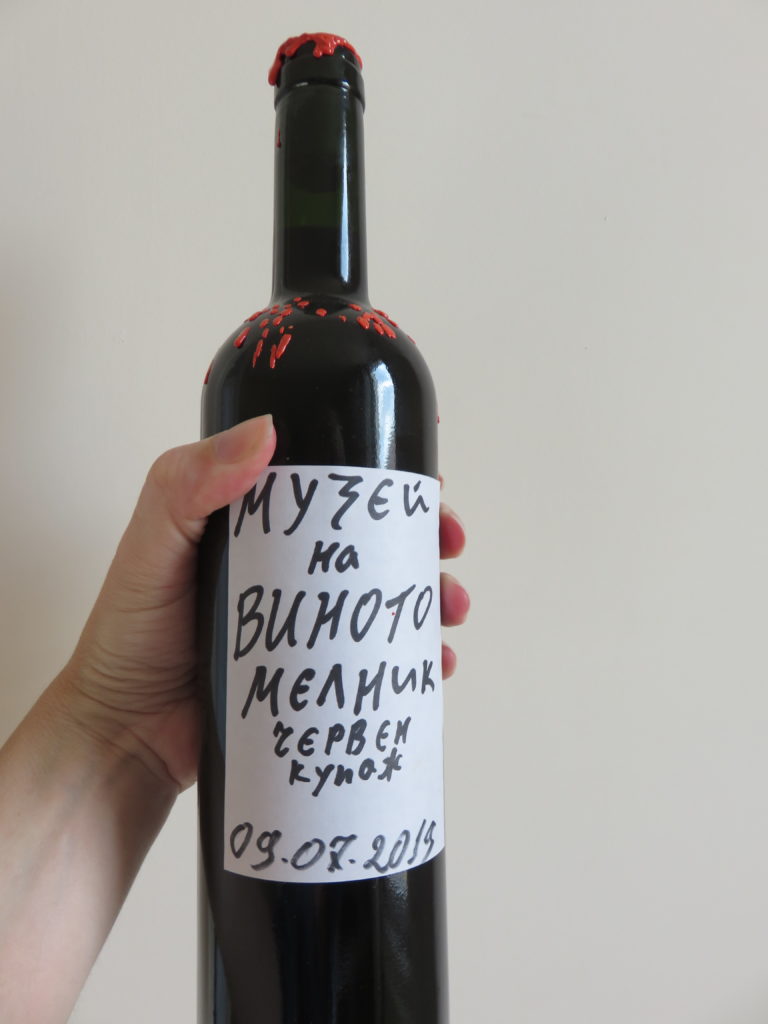 МУЗЕЙ
на
ВИНОТО
МЕЛНИК
ЧЕРВЕН
купаж
09.07.2019